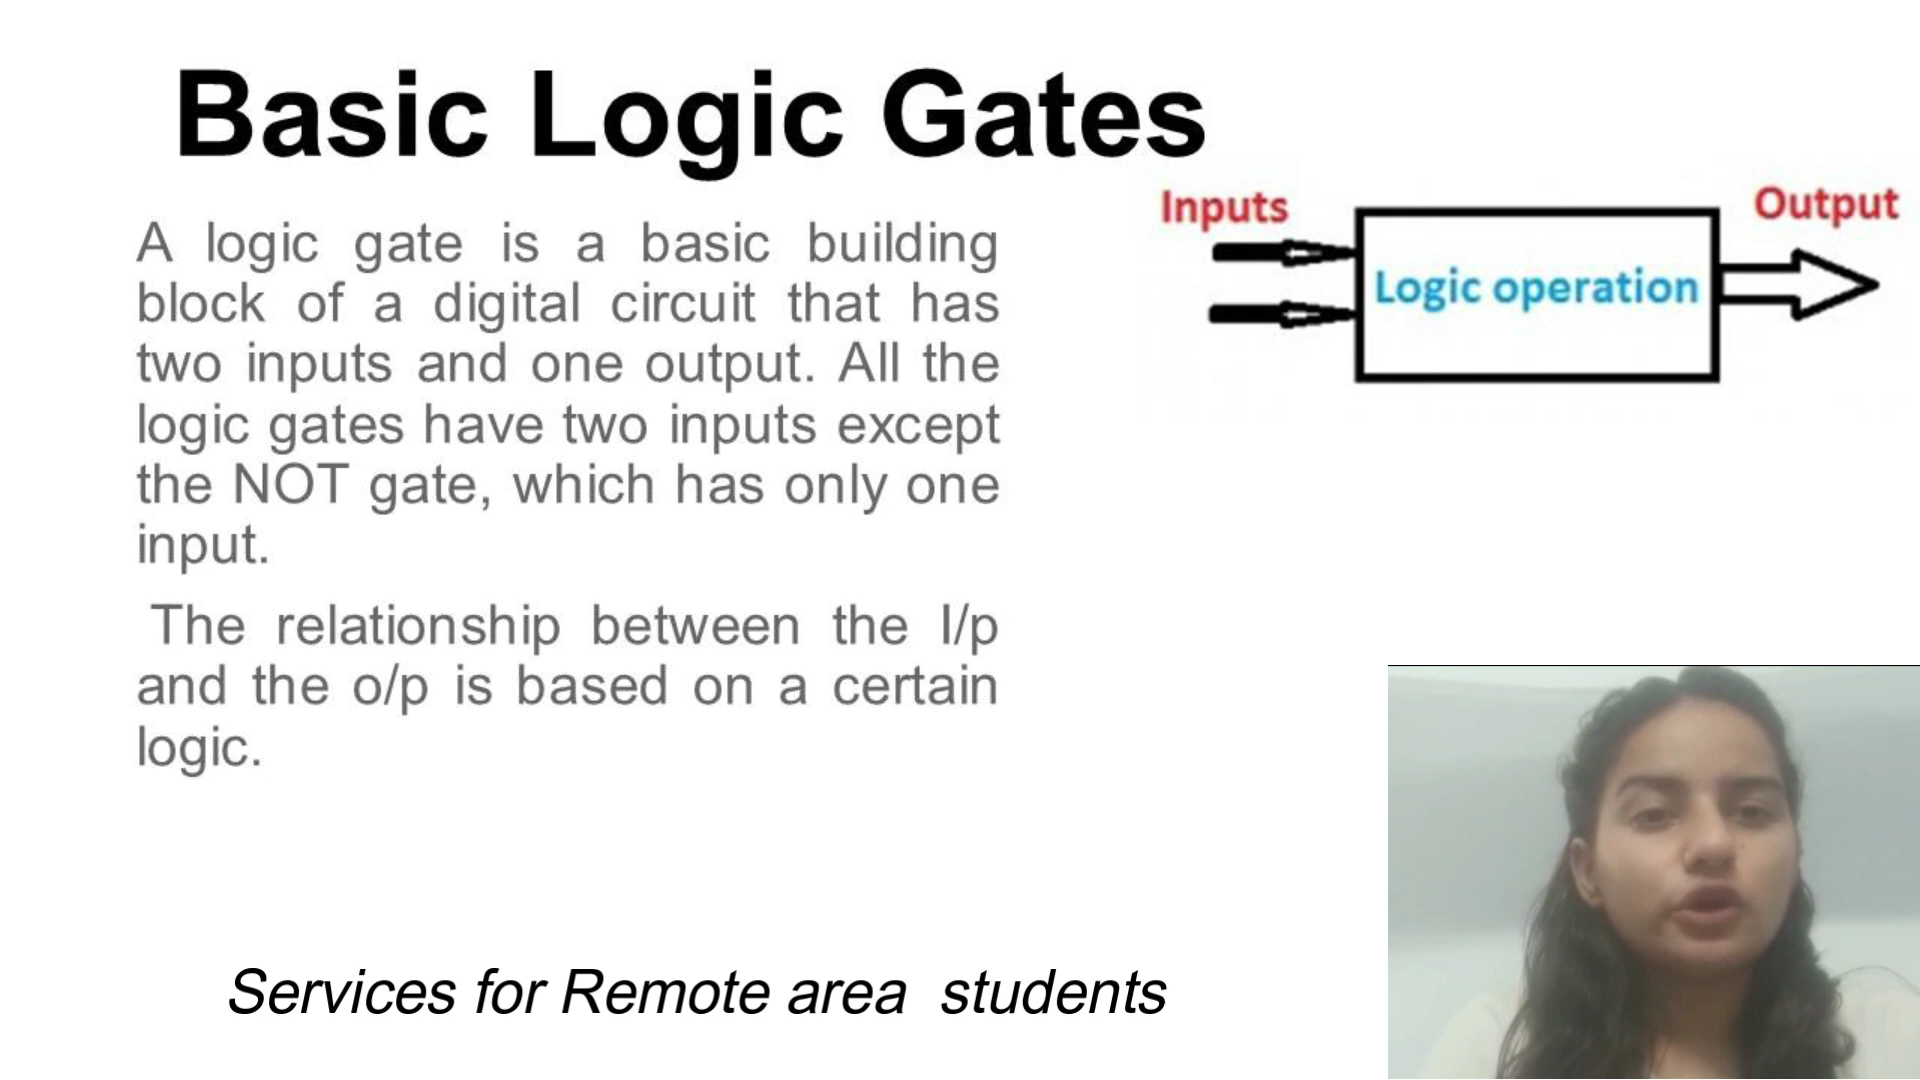 Basic Logic Gates
A logic gate is a basic building
block of a digital circuit that has
two inputs and one output. All the
logic gates have two inputs except
the NOT gate, which has only one
input.
The relationship between the I/p
and the o/p is based on a certain
logic.
Inputs
Output
Logic operation
Services for Remote area students